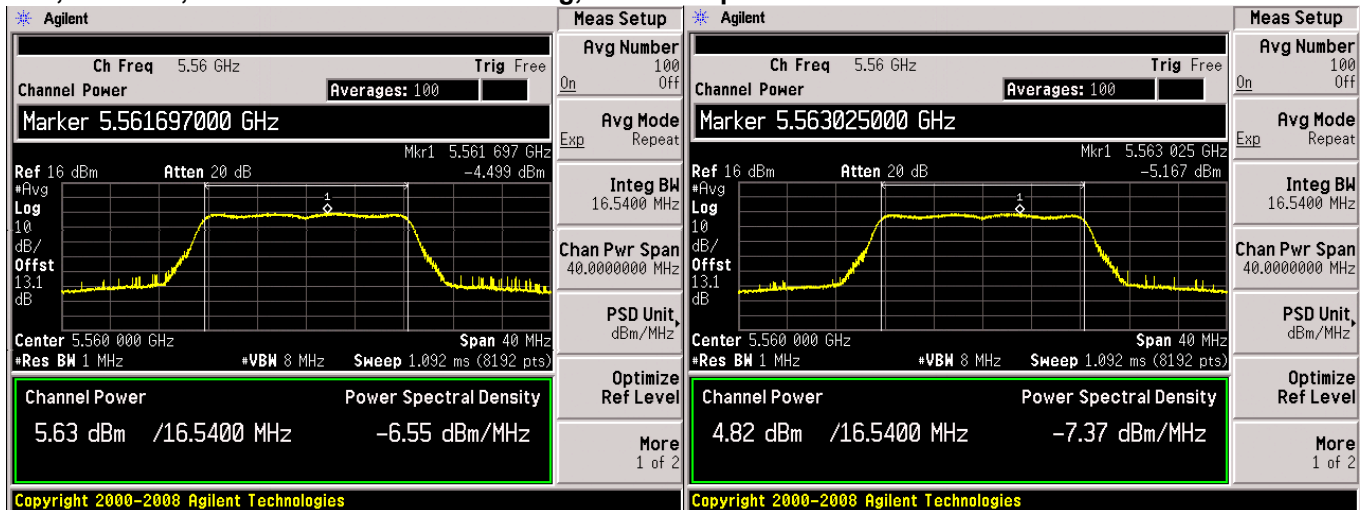 Agilent
Meas Setup
Ch Freq 5.56 GHz Trig Free
Channel Power Averages: 100
Marker 5.561697000 GHz
Mkr1 5.561 697 GHz
Ref 16 dBm Atten 20 dB -4.499 dBm
#Avg
Log
10
dB/
Offst
13.1
dB
1
Center 5.560 000 GHz Span 40 MHz
#Res BW 1 MHz #VBW 8 MHz Sweep 1.092 ms (8192 pts)
Channel Power Power Spectral Density
5.63 dBm /16.5400 MHz -6.55 dBm/MHz
Copyright 2000-2008 Agilent Technologies
Avg Number
100
On Off
Avg Mode
Exp Repeat
Integ BW
16.5400 MHz
Chan Pwr Span
40.0000000 MHz
PSD Unit
dBm/MHz
Optimize
Ref Level
More
1 of 2
Agilent
Meas Setup
Ch Freq 5.56 GHz Trig Free
Channel Power Averages: 100
Marker 5.563025000 GHz
Mkr1 5.563 025 GHz
Ref 16 dBm Atten 20 dB -5.167 dBm
#Avg
Log
10
dB/
Offst
13.1
dB
1
Center 5.560 000 GHz Span 40 MHz
#Res BW 1 MHz #VBW 8 MHz Sweep 1.092 ms (8192 pts)
Channel Power Power Spectral Density
4.82 dBm /16.5400 MHz -7.37 dBm/MHz
Copyright 2000-2008 Agilent Technologies
Avg Number
100
On Off
Avg Mode
Exp Repeat
Integ BW
16.5400 MHz
Chan Pwr Span
40.0000000 MHz
PSD Unit
dBm/MHz
Optimize
Ref Level
More
1 of 2